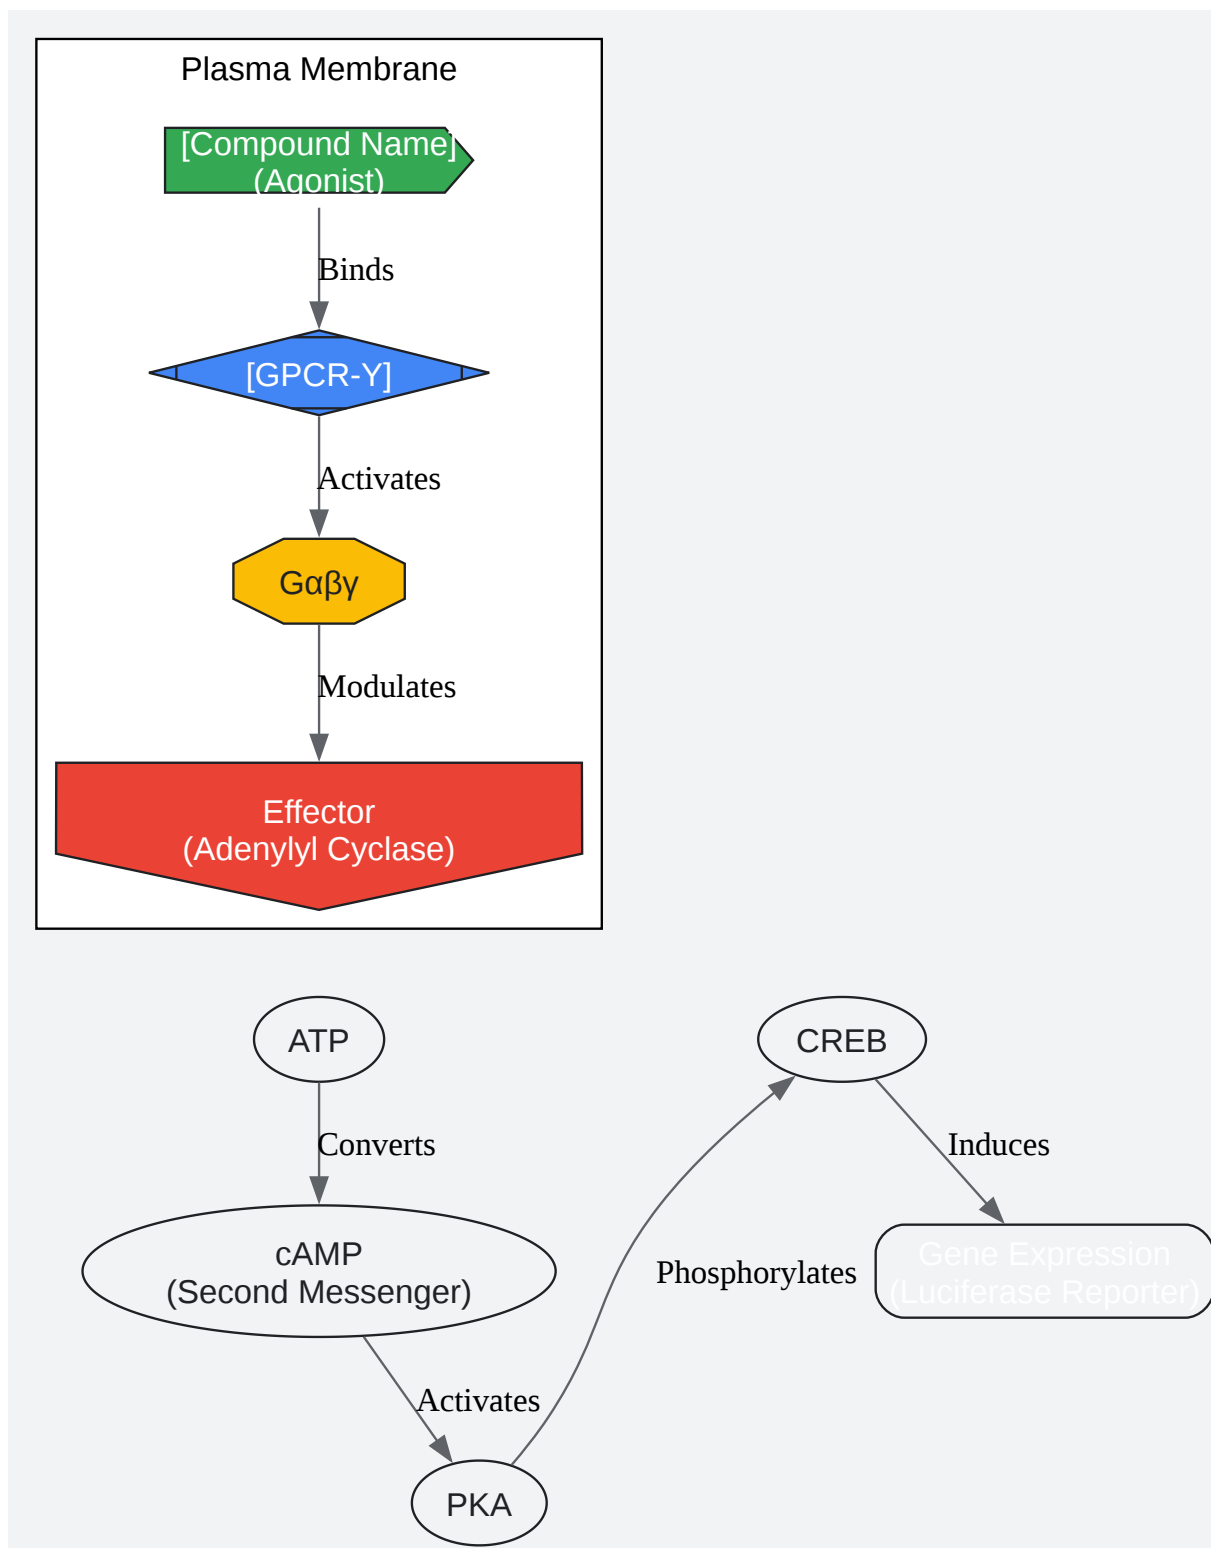 Plasma Membrane
[Compound Name]
(Agonist)
Binds
[GPCR-Y]
Activates
Gαβγ
Modulates
Effector
(Adenylyl Cyclase)
ATP
CREB
Converts
Induces
cAMP
(Second Messenger)
Phosphorylates
Gene Expression
(Luciferase Reporter)
Activates
PKA